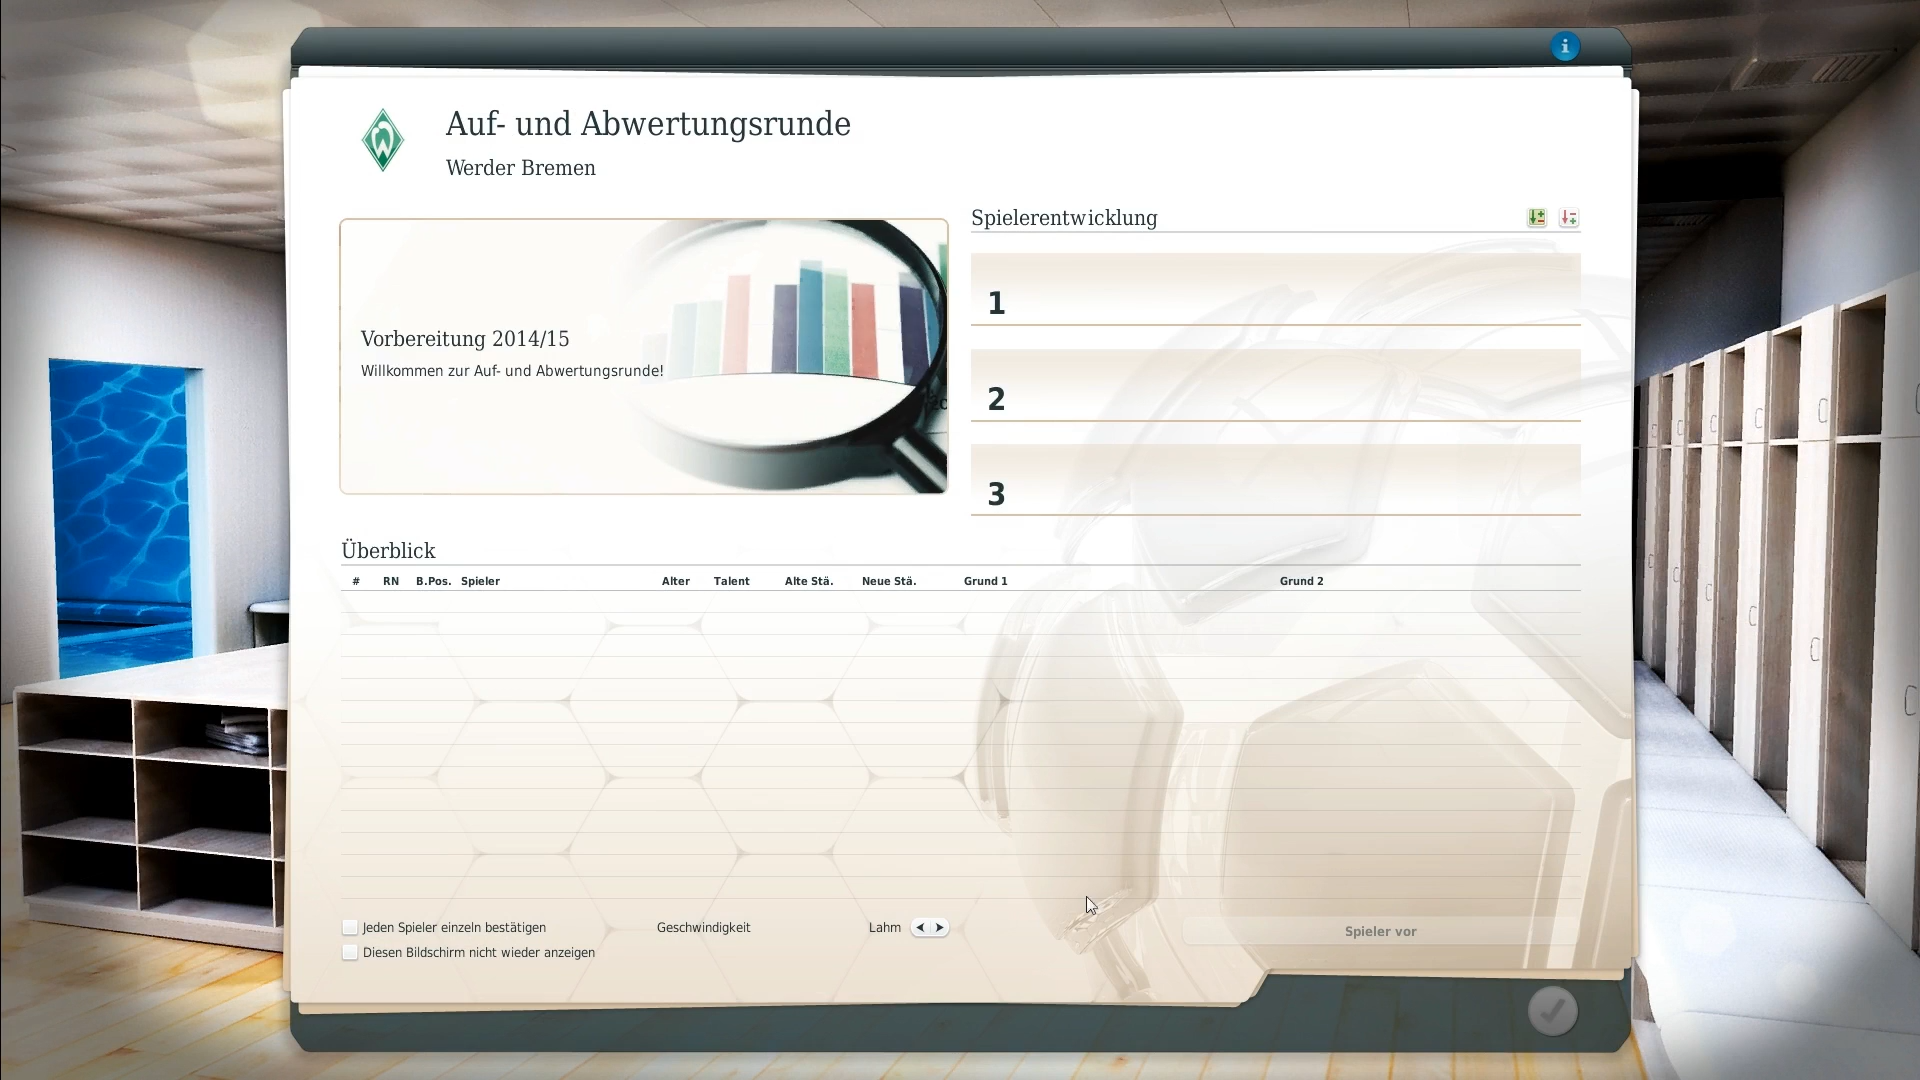 Auf- und Abwertungsrunde
Werder Bremen
Spielerentwicklung
Vorbereitung 2014/15
Willkommen zur Auf- und Abwertungsrunde!
1
2
3
Überblick
# RN B.Pos. Spieler Alter Talent Alte Stä. Neue Stä. Grund 1 Grund 2
Jeden Spieler einzeln bestätigen Geschwindigkeit Lahm
Spieler vor
Diesen Bildschirm nicht wieder anzeigen